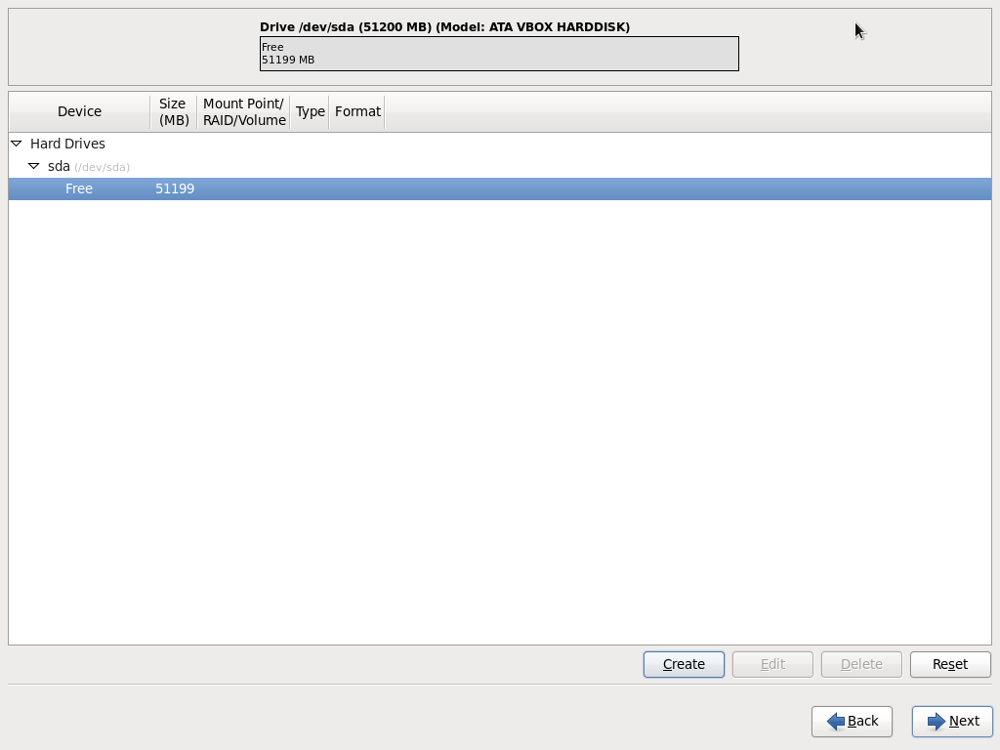 Drive /dev/sda (51200 MB) (Model: ATA VBOX HARDDISK)
Free
51199 MB
Device Size (MB) Mount Point/ RAID/Volume Type Format
Hard Drives
sda (/dev/sda)
Free 51199
Create Edit Delete Reset
Back Next